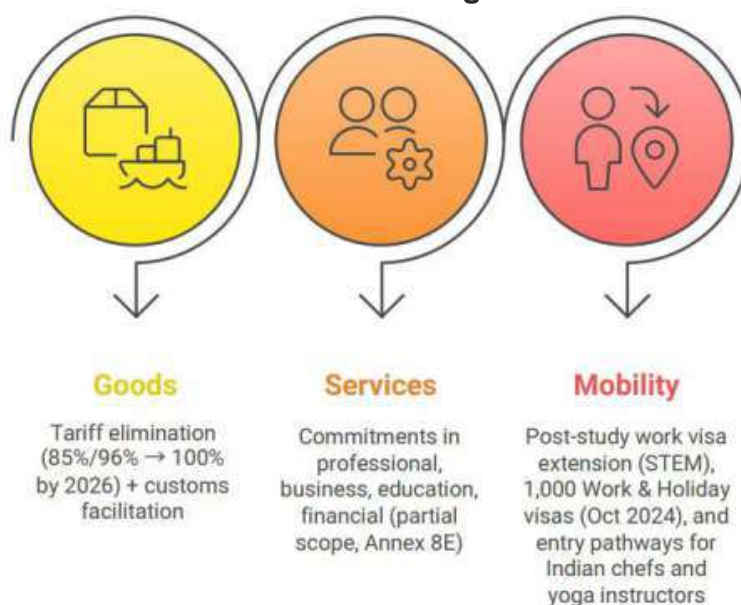 Goods
Tariff elimination
(85%/96% → 100%
by 2026) + customs
facilitation
Services
Commitments in
professional,
business, education,
financial (partial
scope, Annex 8E)
Mobility
Post-study work visa
extension (STEM),
1,000 Work & Holiday
visas (Oct 2024), and
entry pathways for
Indian chefs and
yoga instructors